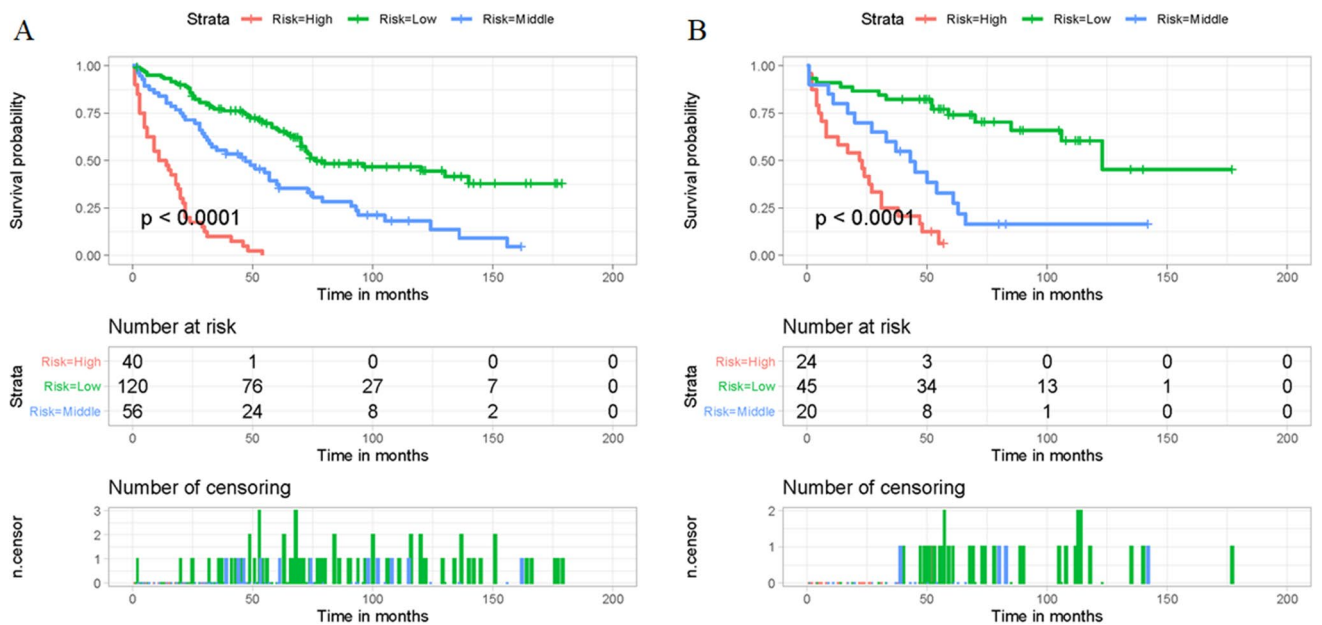 A
Strata Risk=High Risk=Low Risk=Middle
Survival probability
1.00
0.75
0.50
0.25
0.00
p < 0.0001
0 50 100 150 200
Time in months
Number at risk
Strata
Risk=High 40 1 0 0 0
Risk=Low 120 76 27 7 0
Risk=Middle 56 24 8 2 0
0 50 100 150 200
Time in months
Number of censoring
n.censor
3
2
1
0
0 50 100 150 200
Time in months
B
Strata Risk=High Risk=Low Risk=Middle
Survival probability
1.00
0.75
0.50
0.25
0.00
p < 0.0001
0 50 100 150 200
Time in months
Number at risk
Strata
Risk=High 24 3 0 0 0
Risk=Low 45 34 13 1 0
Risk=Middle 20 8 1 0 0
0 50 100 150 200
Time in months
Number of censoring
n.censor
2
1
0
0 50 100 150 200
Time in months